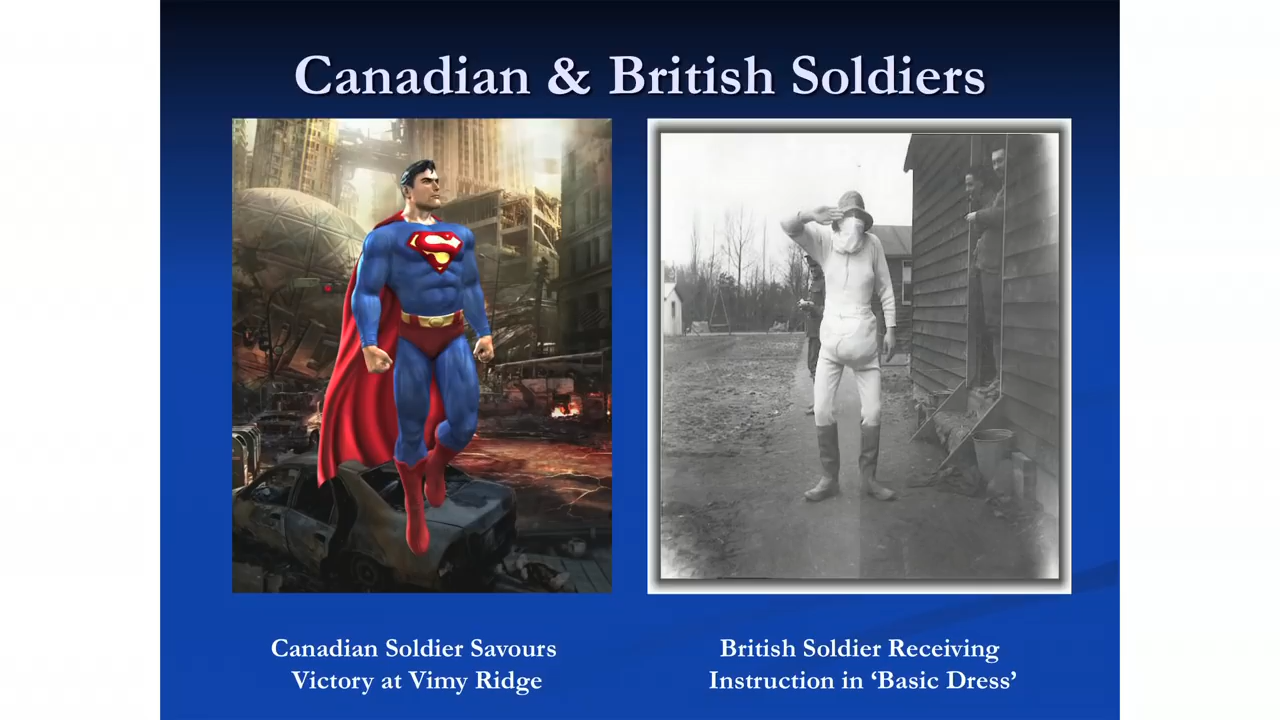 Canadian & British Soldiers
Canadian Soldier Savours
Victory at Vimy Ridge
British Soldier Receiving
Instruction in ‘Basic Dress’